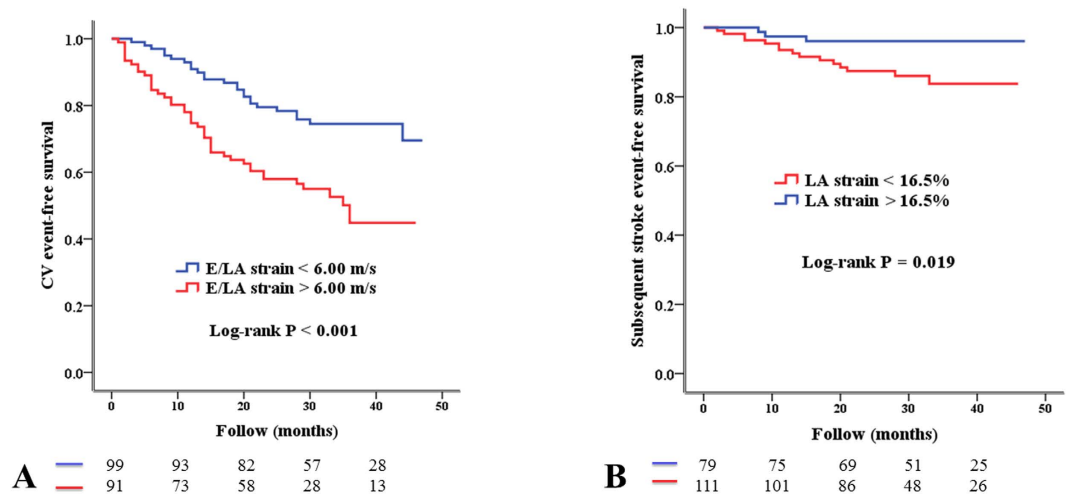 CV event-free survival
1.0
0.8
0.6
0.4
0.2
0.0
E/LA strain < 6.00 m/s
E/LA strain > 6.00 m/s
Log-rank P < 0.001
0 10 20 30 40 50
Follow (months)
A
99 93 82 57 28
91 73 58 28 13
Subsequent stroke event-free survival
1.0
0.8
0.6
0.4
0.2
0.0
LA strain < 16.5%
LA strain > 16.5%
Log-rank P = 0.019
0 10 20 30 40 50
Follow (months)
B
79 75 69 51 25
111 101 86 48 26